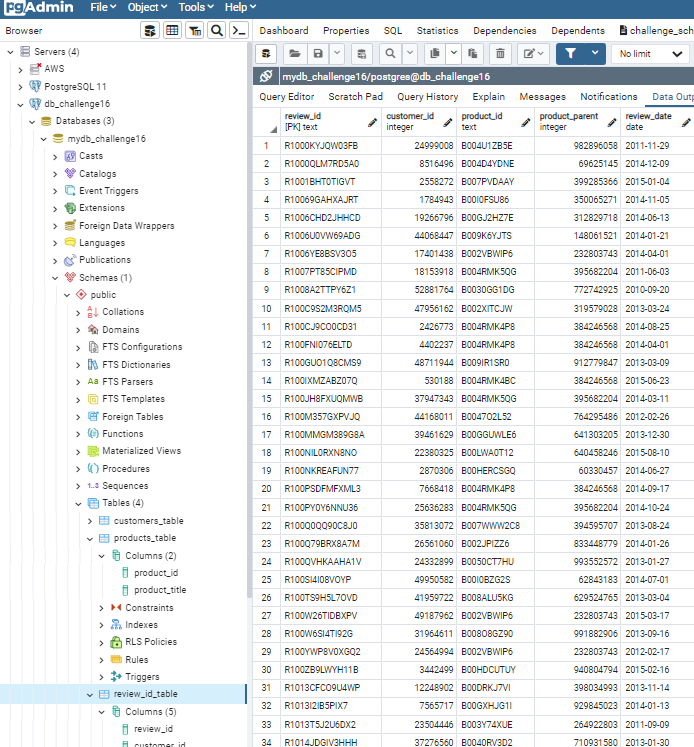 pgAdmin File Object Tools Help
Browser
Dashboard Properties SQL Statistics Dependencies Dependents challenge_sch
No limit
mydb_challenge16/postgres@db_challenge16
Query Editor Scratch Pad Query History Explain Messages Notifications Data Outp
Servers (4)
AWS
PostgreSQL 11
db_challenge16
Databases (3)
mydb_challenge16
Casts
Catalogs
Event Triggers
Extensions
Foreign Data Wrappers
Languages
Publications
Schemas (1)
public
Collations
Domains
FTS Configurations
FTS Dictionaries
FTS Parsers
FTS Templates
Foreign Tables
Functions
Materialized Views
Procedures
1..3 Sequences
Tables (4)
customers_table
products_table
Columns (2)
product_id
product_title
Constraints
Indexes
RLS Policies
Rules
Triggers
review_id_table
Columns (5)
review_id
customer_id
review_id customer_id product_id product_parent review_date
[PK] text integer text integer date
1 R1000KYJQW03FB 24999008 B004U1ZB5E 982896058 2011-11-29
2 R1000QLM7RD5A0 8516496 B004D4YDNE 69625145 2014-12-09
3 R1001BHT0TIGVT 2558272 B007PVDAAY 399285366 2015-01-04
4 R10069GAHXAJRT 1784943 B00I0FSU86 350065271 2014-11-05
5 R1006CHD2JHHCD 19266796 B00GJ2HZ7E 312829718 2014-06-13
6 R1006U0VW69ADG 44068447 B009K6YJTS 148061521 2014-01-21
7 R1006YE8BSV3O5 17401438 B002VBWIP6 232803743 2014-04-01
8 R1007PT85CIPMD 18153918 B004RMK5QG 395682204 2011-06-03
9 R1008A2TTPY6Z1 52881764 B0030GG1DG 772742925 2010-09-20
10 R100C9S2M3RQM5 47956162 B002XITCJW 319579028 2013-03-24
11 R100CJ9CO0CD31 2426773 B004RMK4P8 384246568 2014-08-25
12 R100FNI076ELTD 4402237 B004RMK4P8 384246568 2014-04-01
13 R100GUO1Q8CMS9 48711944 B009IR1SR0 912779847 2013-03-09
14 R100IXMZABZ07Q 530188 B004RMK4BC 384246568 2015-06-23
15 R100JH8FXUQMWB 37947343 B004RMK5QG 395682204 2014-03-11
16 R100M357GXPVJQ 44168011 B0047O2L52 764295486 2012-02-26
17 R100MMGM389G8A 39461629 B00GGUWLE6 641303205 2013-12-30
18 R100NIL0RXN8NO 22380325 B00LWA0T12 640458246 2015-08-10
19 R100NKREAFUN77 2870306 B00HERCSGQ 60330457 2014-06-27
20 R100PSDFMFXML3 7668418 B004RMK4P8 384246568 2014-09-17
21 R100PY0Y6NNU36 25636283 B004RMK5QG 395682204 2014-10-24
22 R100Q0QQ90C8J0 35813072 B007WWW2C8 394595707 2013-08-24
23 R100Q79BRX8A7M 26561060 B002JPIZZ6 833448779 2014-01-26
24 R100QVHKAAHA1V 24332899 B0050CT7HU 993552572 2013-01-27
25 R100SI4I08VOYP 49950582 B00I0BZG2S 62843183 2014-07-01
26 R100TS9H5L7OVD 41959722 B008ALU5KG 629524765 2013-03-04
27 R100W26TIDBXPV 49187962 B002VBWIP6 232803743 2015-03-17
28 R100W6SI4TI92G 31964611 B008O8GZ90 991882906 2013-09-16
29 R100YWP8V0XGQ2 24564994 B002VBWIP6 232803743 2012-02-17
30 R100ZB9LWYH11B 3442499 B00HDCUTUY 940804794 2015-02-16
31 R1013CFCO9U4WP 12248902 B00DRKJ7VI 398034993 2013-11-14
32 R1013I2IB5PIX7 7565717 B00GXHJG1I 929845023 2014-01-13
33 R1013T5J2U6DX2 23504446 B003Y74XUE 264922803 2011-09-09
34 R1014JDGIV3HHH 37276560 B0040RV3D2 710931580 2013-01-30